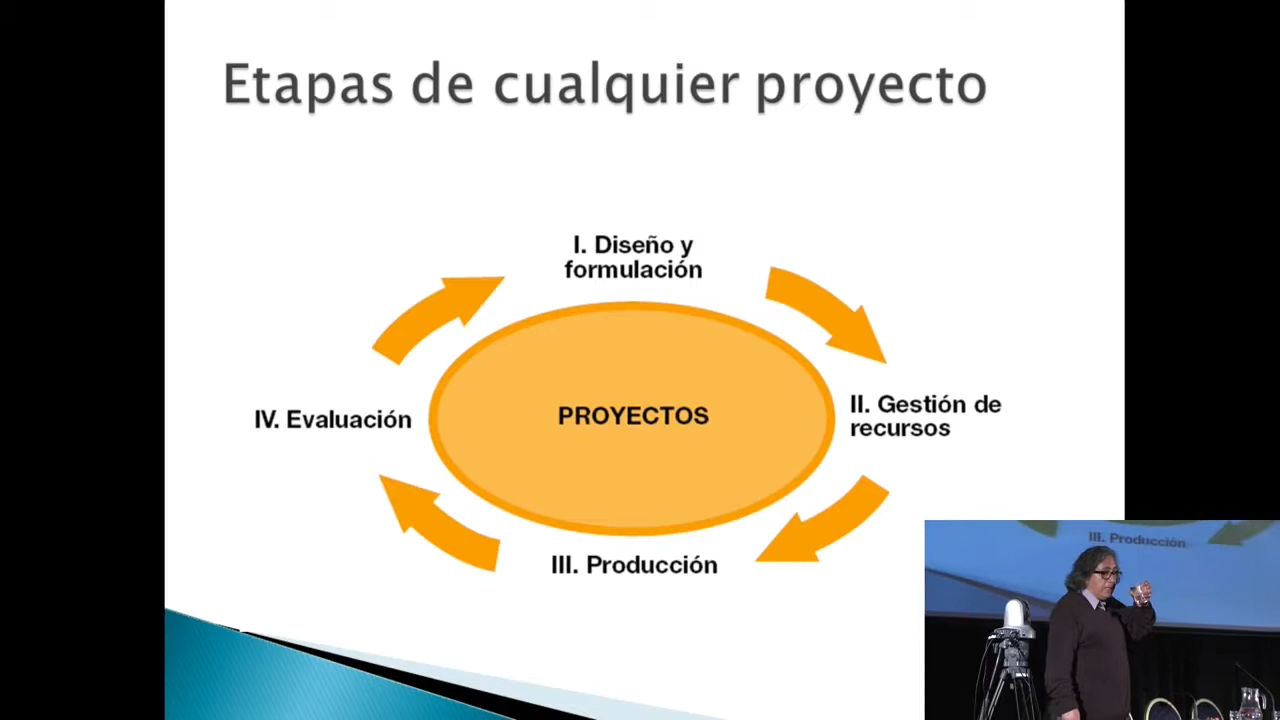 Etapas de cualquier proyecto
I. Diseño y
formulación
PROYECTOS
II. Gestión de
recursos
III. Producción
IV. Evaluación
III. Producción